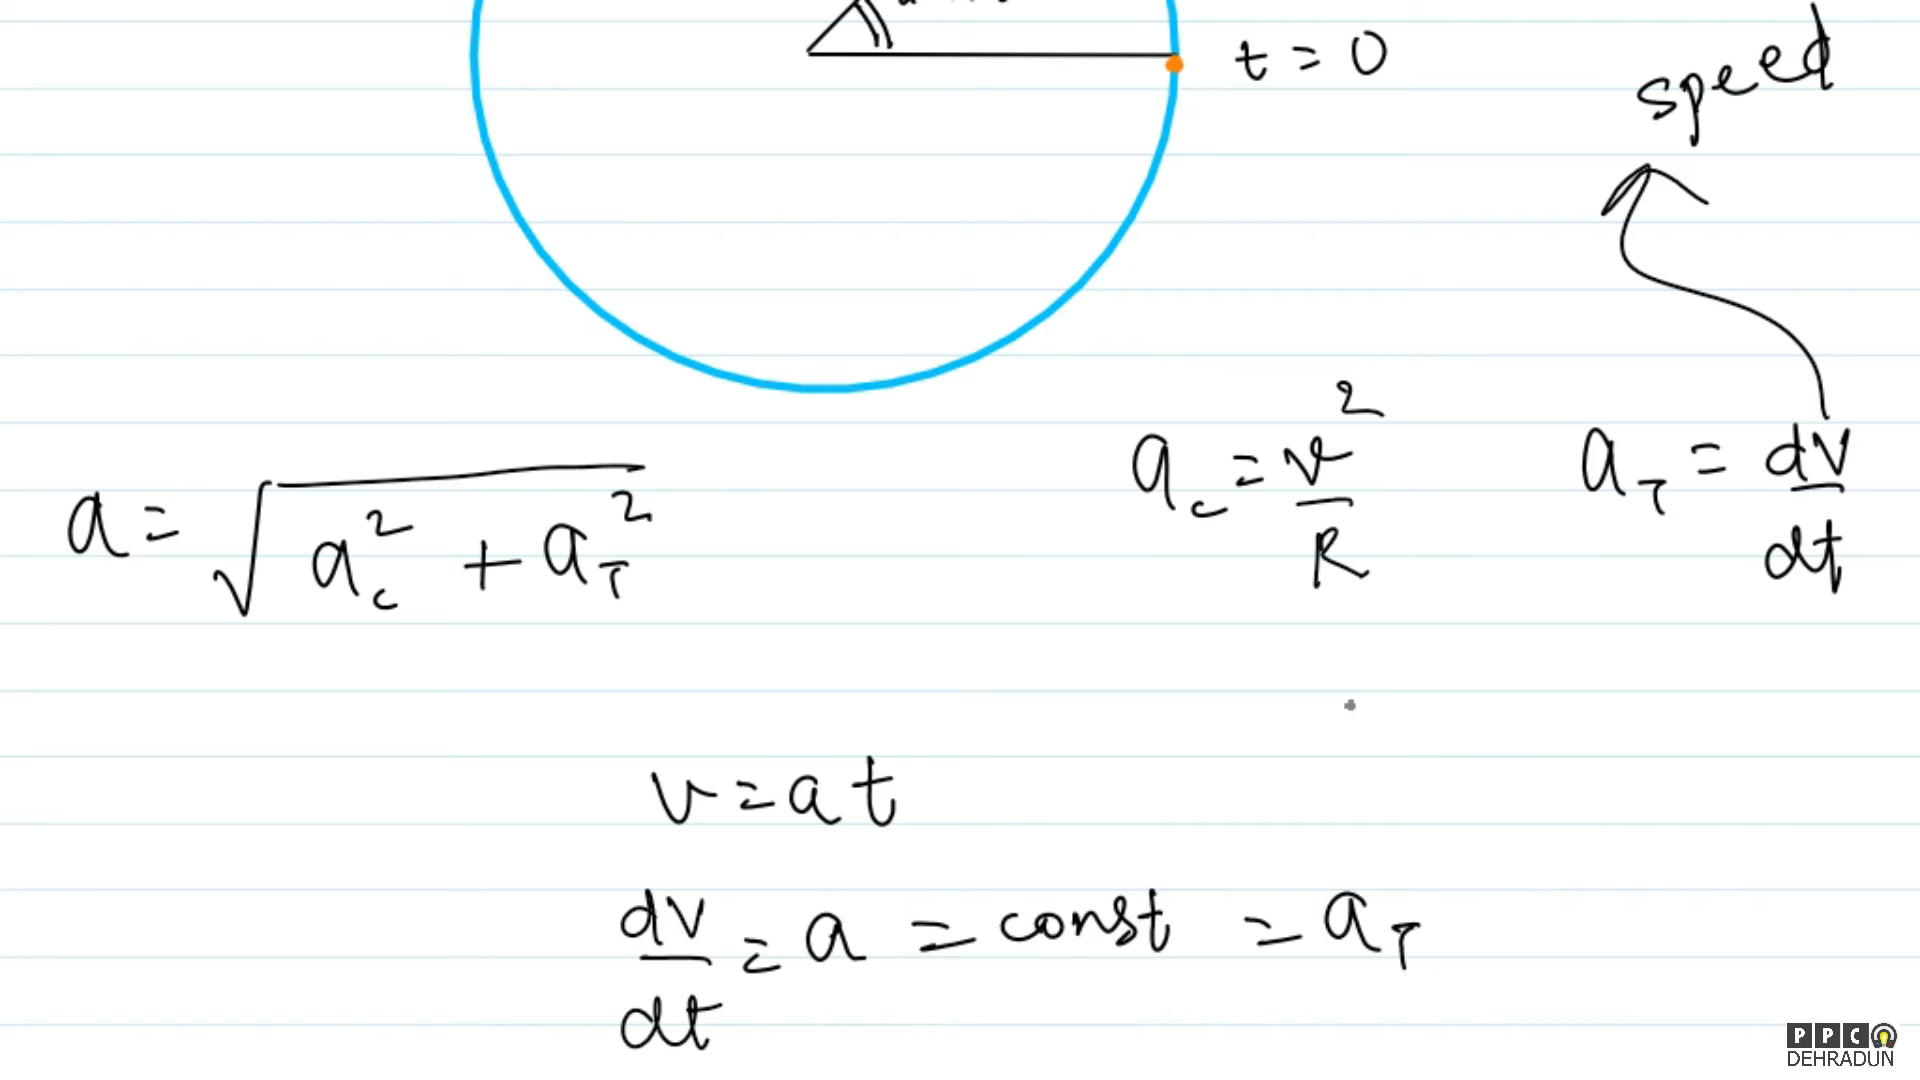 t = 0
speed
a = √(a_c² + a_T²)
a_c = v²/R
a_T = dv/dt
v = at
dv/dt = a = const = a_T
PPC
DEHRADUN